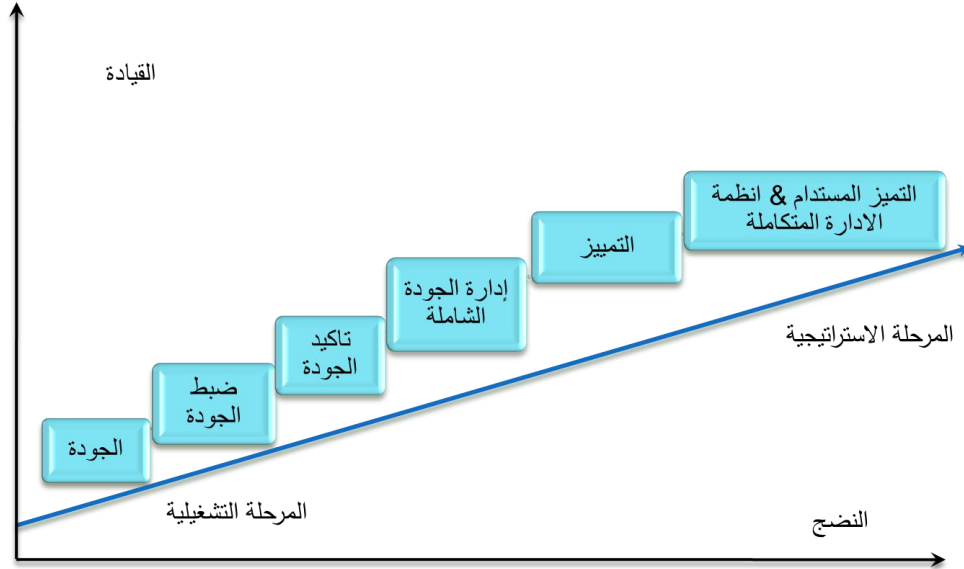 القيادة
التميز المستدام & انظمة
الادارة المتكاملة
التمييز
إدارة الجودة
الشاملة
تاكيد
الجودة
ضبط
الجودة
الجودة
المرحلة الاستراتيجية
المرحلة التشغيلية
النضج